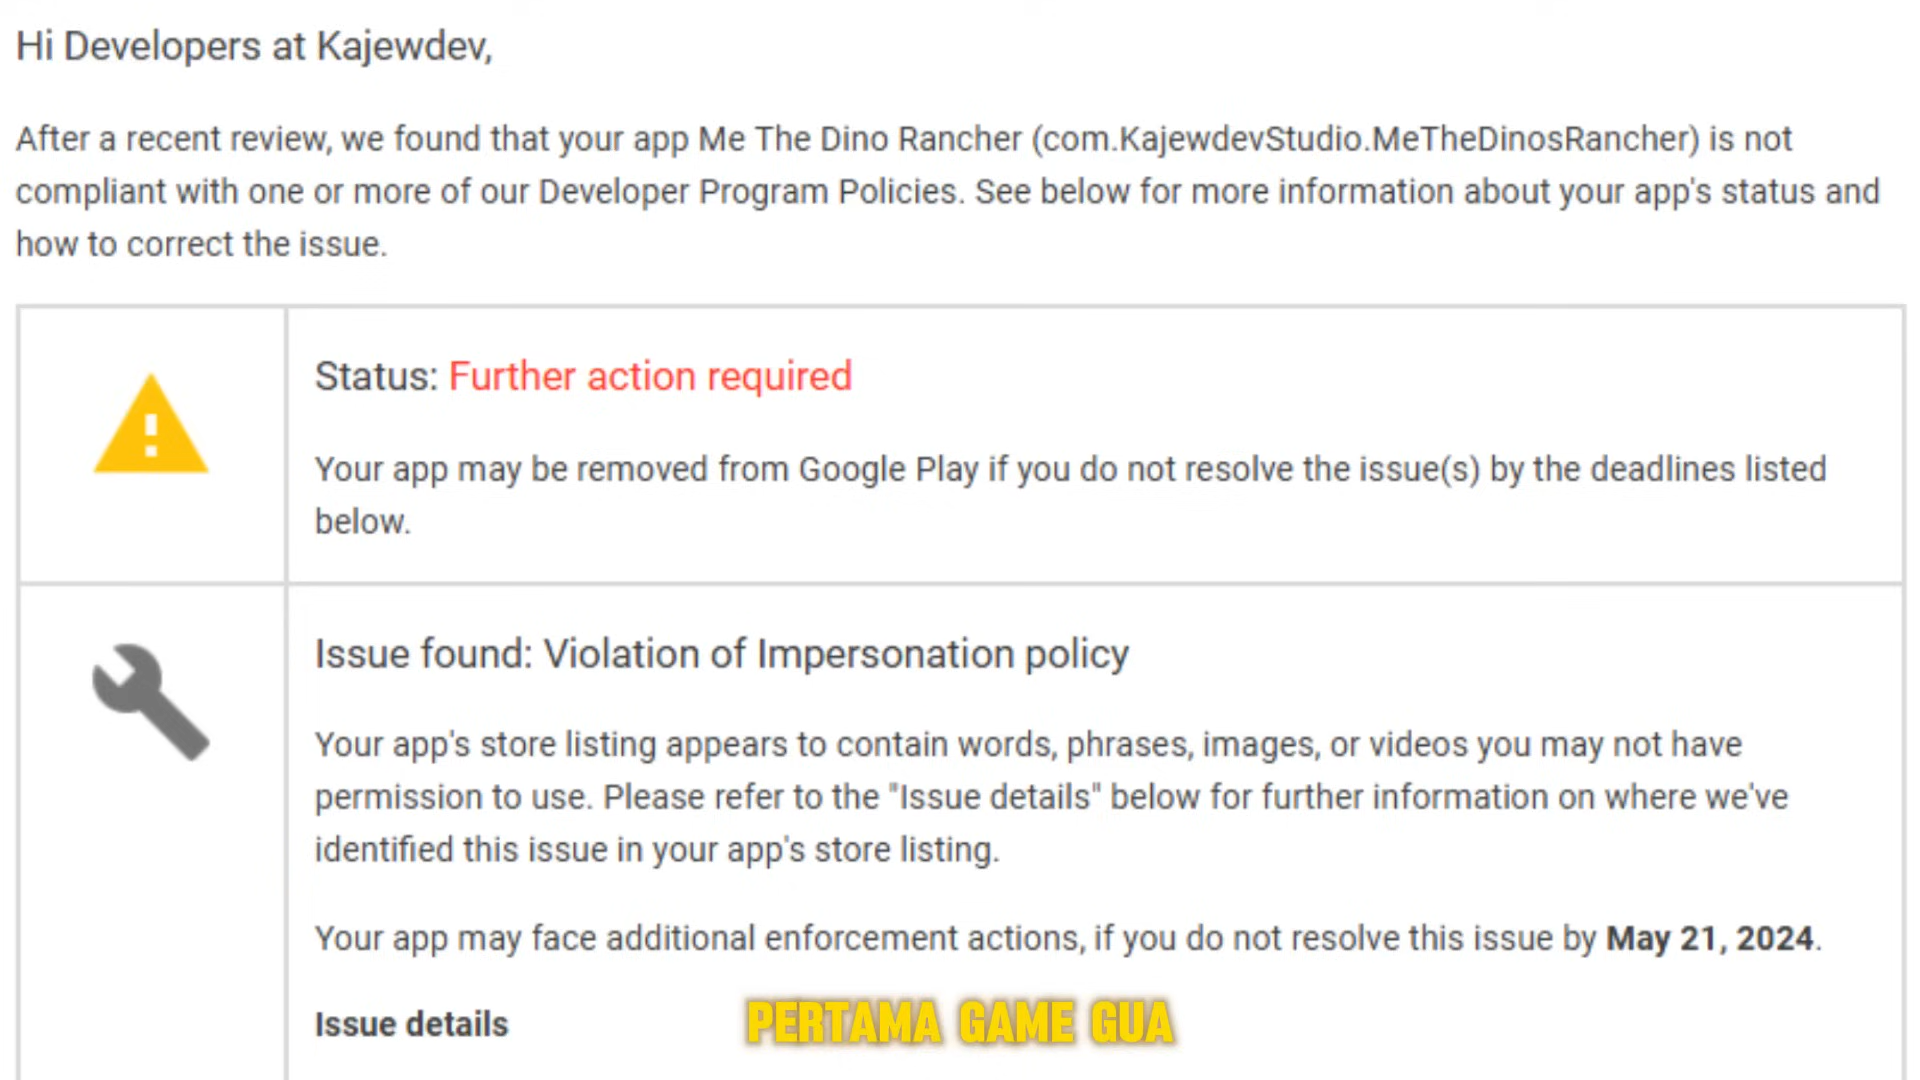 Hi Developers at Kajewdev,
After a recent review, we found that your app Me The Dino Rancher (com.KajewdevStudio.MeTheDinosRancher) is not
compliant with one or more of our Developer Program Policies. See below for more information about your app's status and
how to correct the issue.
Status: Further action required
Your app may be removed from Google Play if you do not resolve the issue(s) by the deadlines listed
below.
Issue found: Violation of Impersonation policy
Your app's store listing appears to contain words, phrases, images, or videos you may not have
permission to use. Please refer to the "Issue details" below for further information on where we've
identified this issue in your app's store listing.
Your app may face additional enforcement actions, if you do not resolve this issue by May 21, 2024.
Issue details
PERTAMA GAME GUA